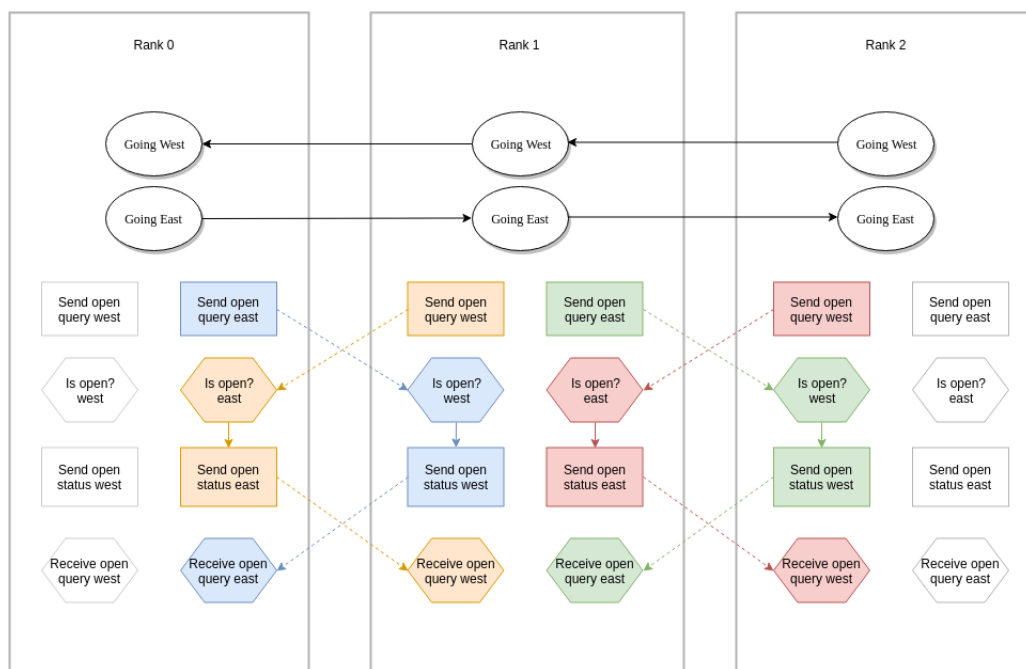 Rank 0
Rank 1
Rank 2
Going West
Going West
Going West
Going East
Going East
Going East
Send open
query west
Send open
query east
Send open
query west
Send open
query east
Send open
query west
Send open
query east
Is open?
west
Is open?
east
Is open?
west
Is open?
east
Is open?
west
Is open?
east
Send open
status west
Send open
status east
Send open
status west
Send open
status east
Send open
status west
Send open
status east
Receive open
query west
Receive open
query east
Receive open
query west
Receive open
query east
Receive open
query west
Receive open
query east